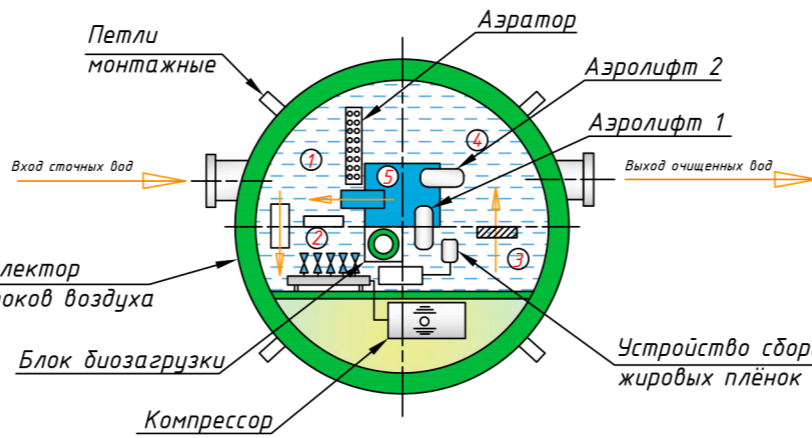 Петли
монтажные
Аэратор
Аэролифт 2
Аэролифт 1
Вход сточных вод
Выход очищенных вод
1
4
5
2
3
лектор
оков воздуха
Блок биозагрузки
Компрессор
Устройство сбор
жировых плёнок